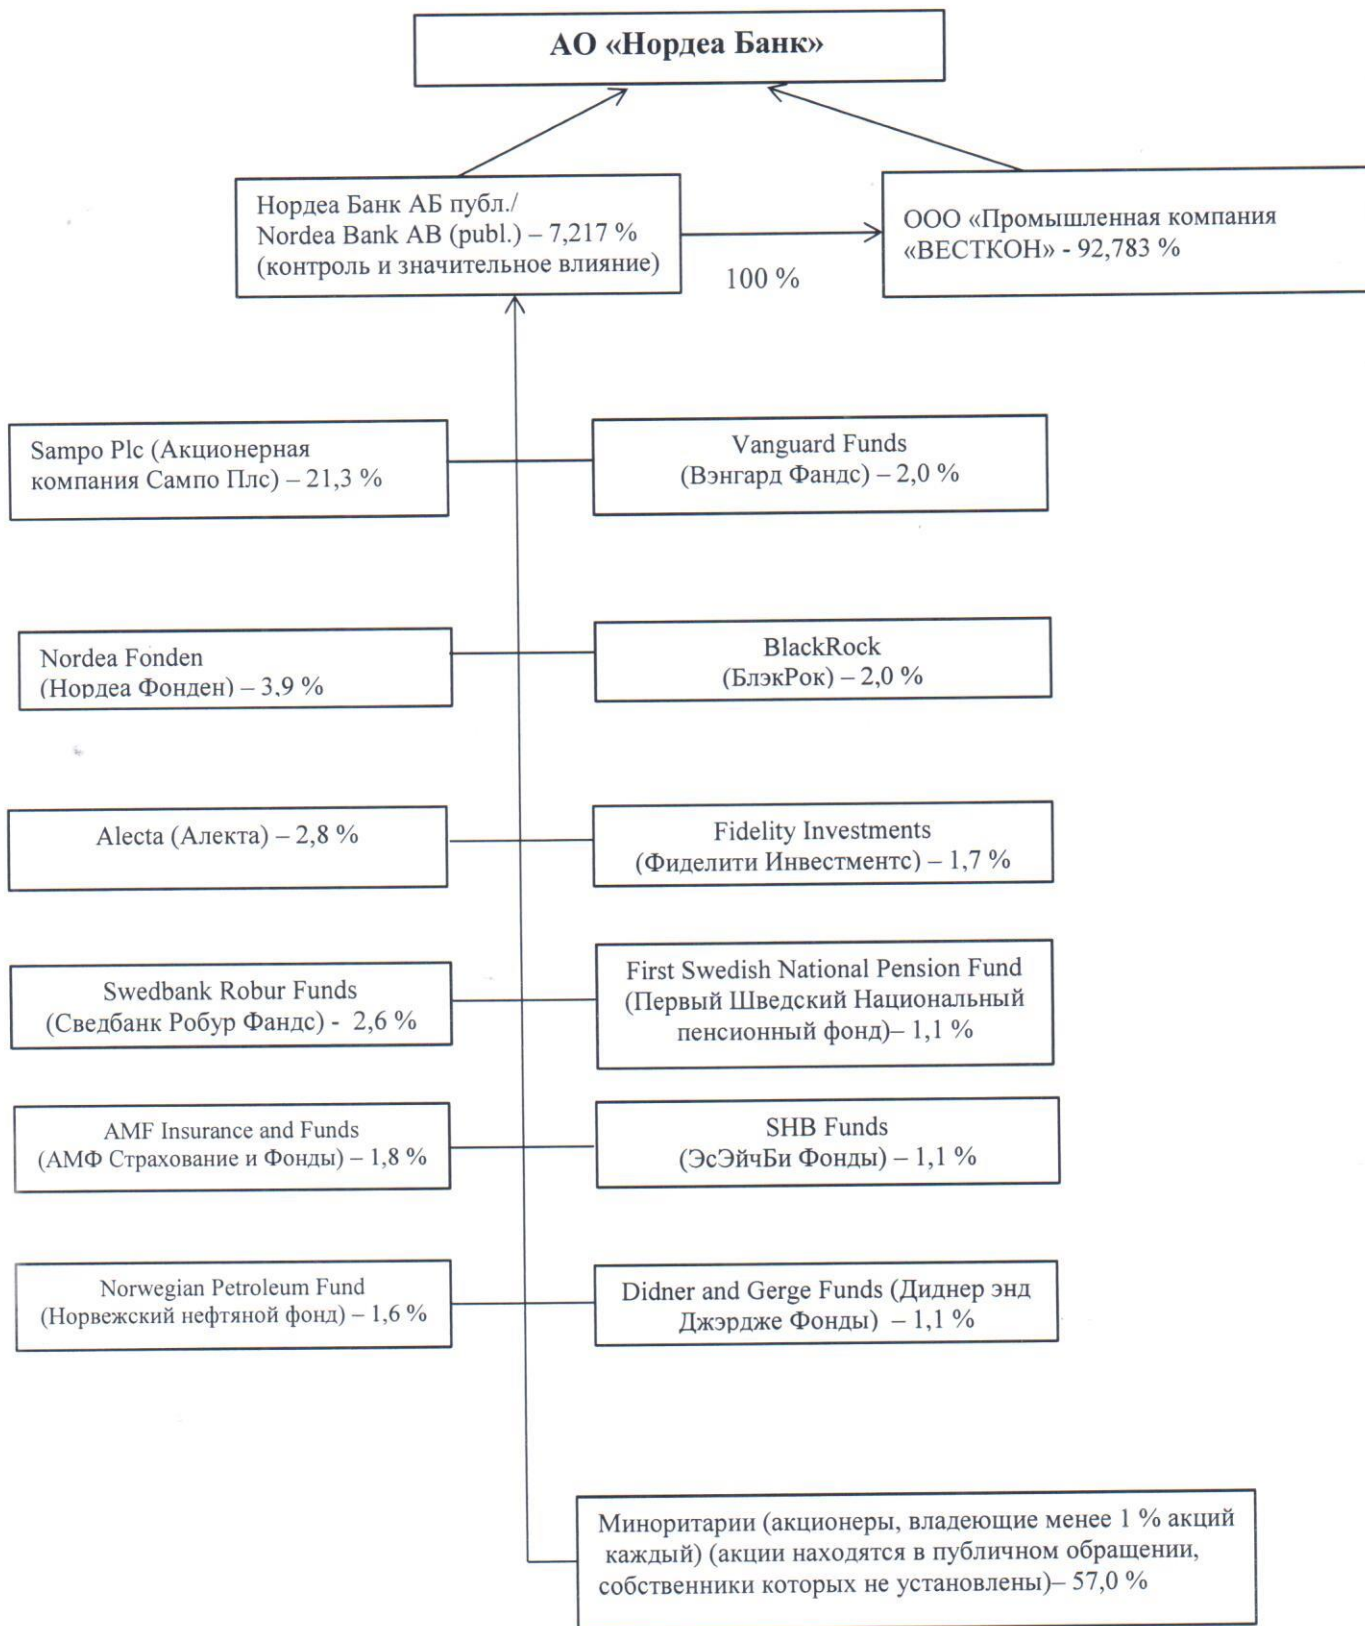 АО «Нордеа Банк»
Нордеа Банк АБ публ./
Nordea Bank AB (publ.) – 7,217 %
(контроль и значительное влияние)
100 %
ООО «Промышленная компания
«ВЕСТКОН» - 92,783 %
Sampo Plc (Акционерная
компания Сампо Плс) – 21,3 %
Vanguard Funds
(Вэнгард Фандс) – 2,0 %
Nordea Fonden
(Нордеа Фонден) – 3,9 %
BlackRock
(БлэкРок) – 2,0 %
Alecta (Алекта) – 2,8 %
Fidelity Investments
(Фиделити Инвестментс) – 1,7 %
Swedbank Robur Funds
(Сведбанк Робур Фандс) - 2,6 %
First Swedish National Pension Fund
(Первый Шведский Национальный
пенсионный фонд)– 1,1 %
AMF Insurance and Funds
(АМФ Страхование и Фонды) – 1,8 %
SHB Funds
(ЭсЭйчБи Фонды) – 1,1 %
Norwegian Petroleum Fund
(Норвежский нефтяной фонд) – 1,6 %
Didner and Gerge Funds (Диднер энд
Джэрдже Фонды) – 1,1 %
Миноритарии (акционеры, владеющие менее 1 % акций
каждый) (акции находятся в публичном обращении,
собственники которых не установлены)– 57,0 %